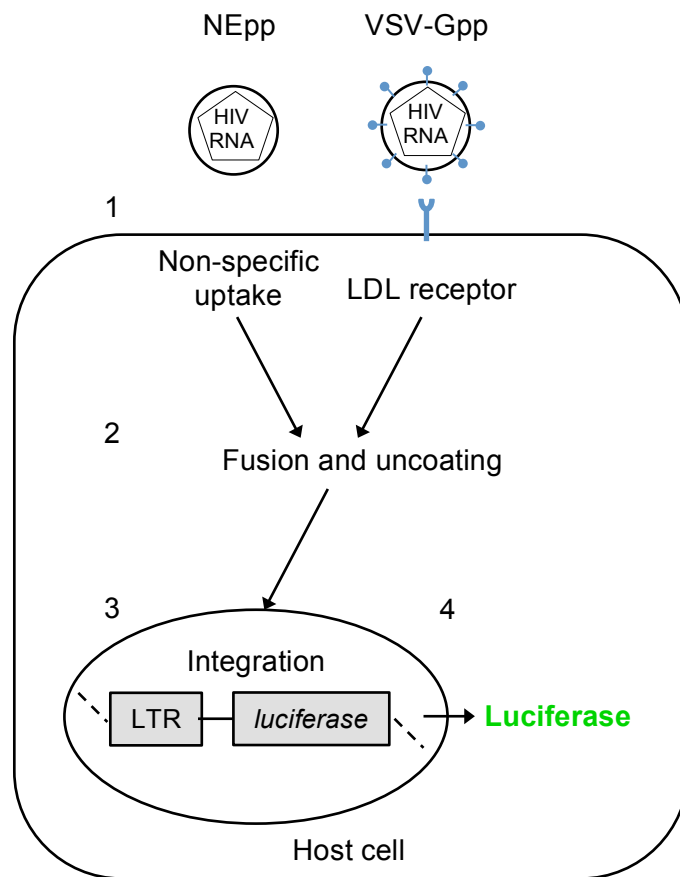 NEpp
VSV-Gpp
HIV
RNA
HIV
RNA
1
Non-specific
uptake
LDL receptor
2
Fusion and uncoating
3
4
Integration
LTR
luciferase
Luciferase
Host cell